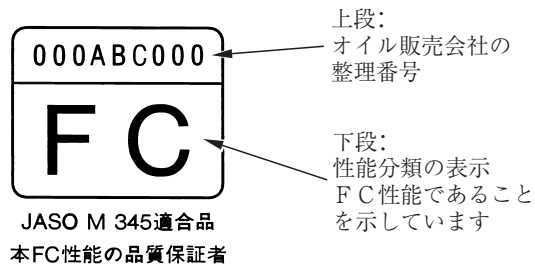 000ABC000
FC
JASO M 345適合品
本FC性能の品質保証者
上段:
オイル販売会社の
整理番号
下段:
性能分類の表示
ＦＣ性能であること
を示しています